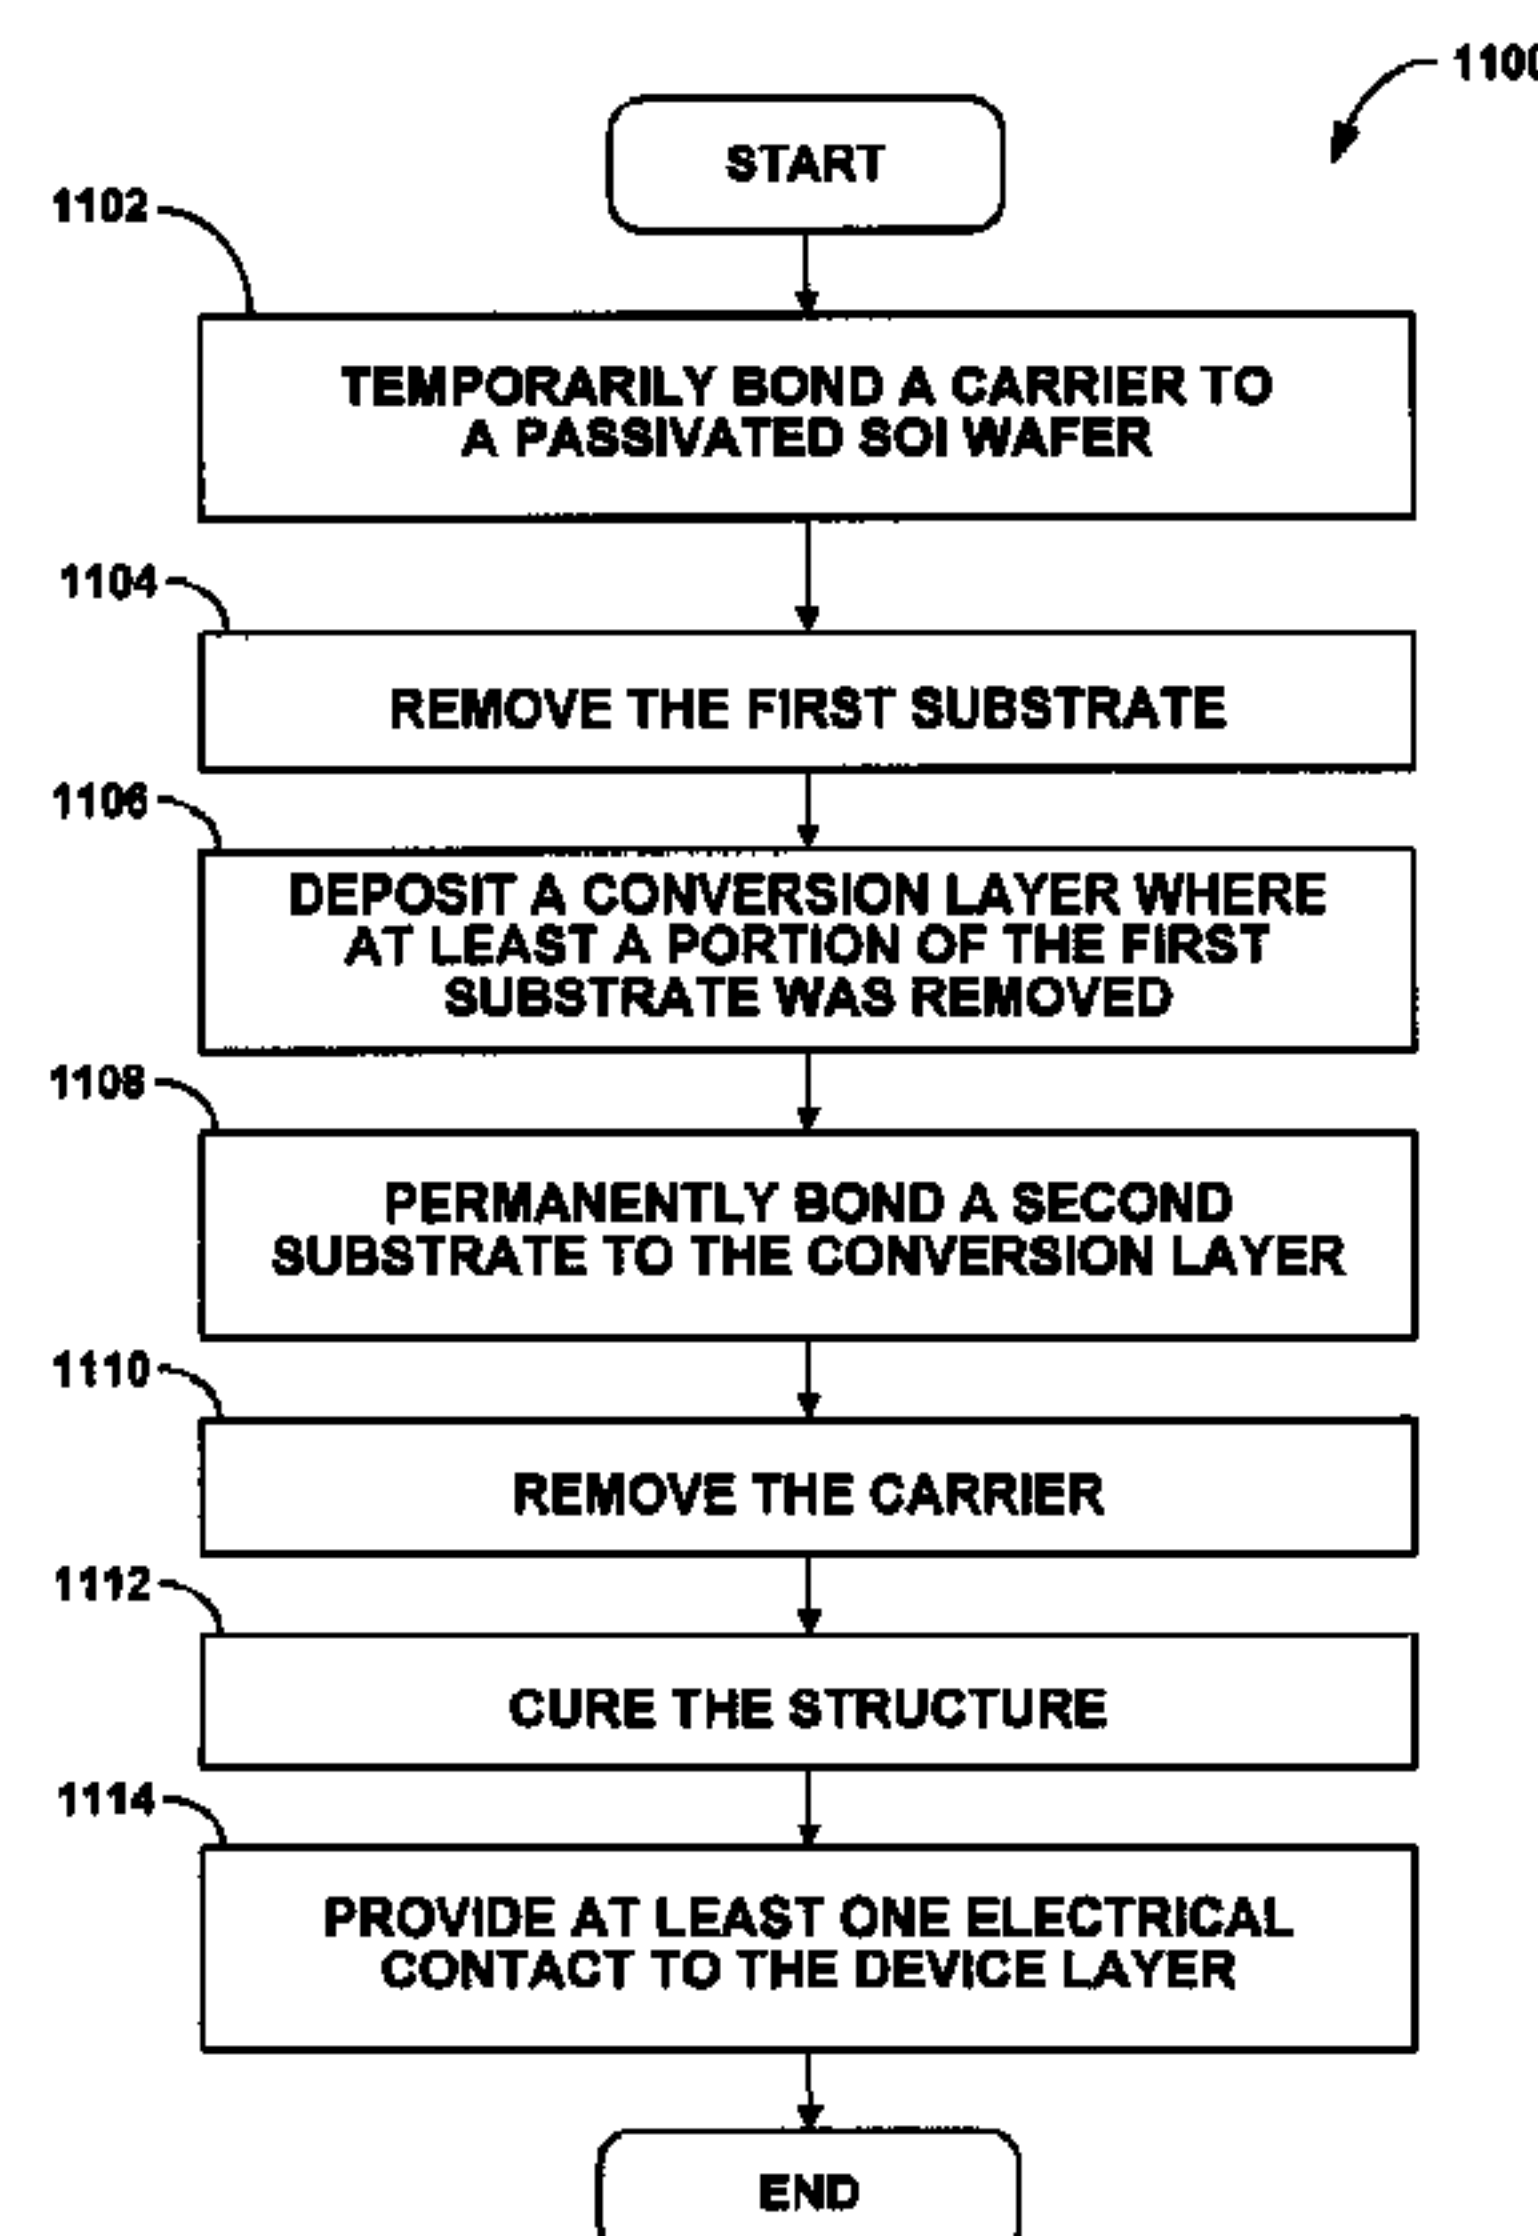 1100
START
1102
TEMPORARILY BOND A CARRIER TO
A PASSIVATED SOI WAFER
1104
REMOVE THE FIRST SUBSTRATE
1106
DEPOSIT A CONVERSION LAYER WHERE
AT LEAST A PORTION OF THE FIRST
SUBSTRATE WAS REMOVED
1108
PERMANENTLY BOND A SECOND
SUBSTRATE TO THE CONVERSION LAYER
1110
REMOVE THE CARRIER
1112
CURE THE STRUCTURE
1114
PROVIDE AT LEAST ONE ELECTRICAL
CONTACT TO THE DEVICE LAYER
END